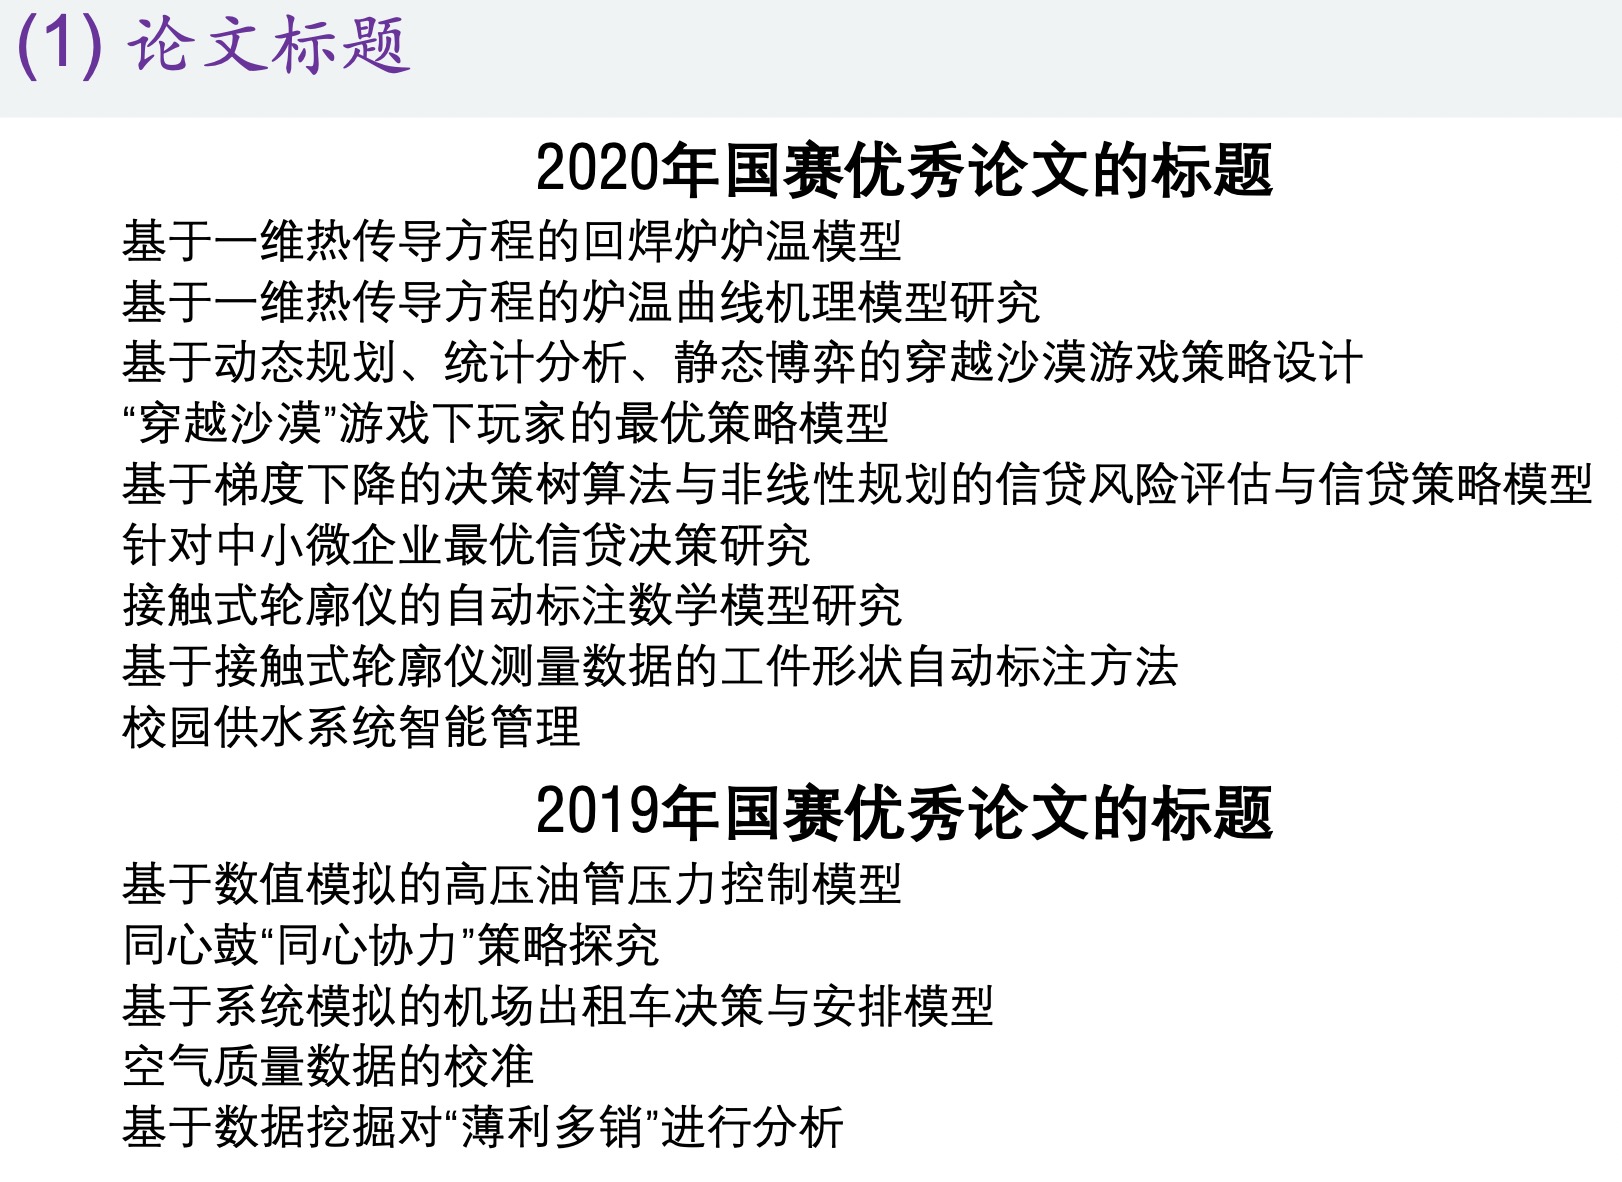 (1) 论文标题
2020年国赛优秀论文的标题
基于一维热传导方程的回焊炉炉温模型
基于一维热传导方程的炉温曲线机理模型研究
基于动态规划、统计分析、静态博弈的穿越沙漠游戏策略设计
“穿越沙漠”游戏下玩家的最优策略模型
基于梯度下降的决策树算法与非线性规划的信贷风险评估与信贷策略模型
针对中小微企业最优信贷决策研究
接触式轮廓仪的自动标注数学模型研究
基于接触式轮廓仪测量数据的工件形状自动标注方法
校园供水系统智能管理
2019年国赛优秀论文的标题
基于数值模拟的高压油管压力控制模型
同心鼓“同心协力”策略探究
基于系统模拟的机场出租车决策与安排模型
空气质量数据的校准
基于数据挖掘对“薄利多销”进行分析